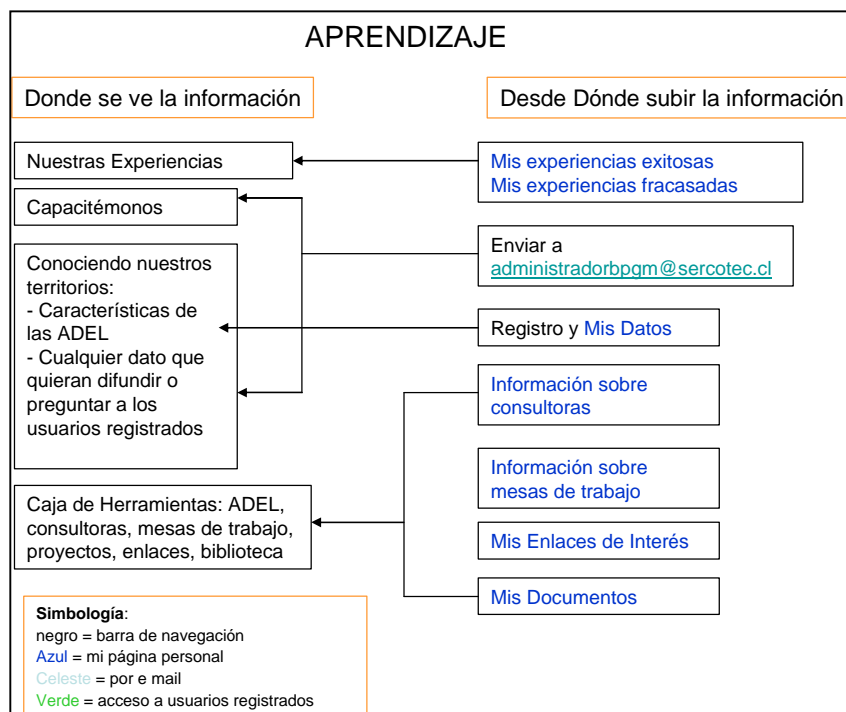 APRENDIZAJE
Donde se ve la información
Desde Dónde subir la información
Nuestras Experiencias
Mis experiencias exitosas
Mis experiencias fracasadas
Capacitémonos
Enviar a
administradorbpgm@sercotec.cl
Conociendo nuestros
territorios:
- Características de
las ADEL
- Cualquier dato que
quieran difundir o
preguntar a los
usuarios registrados
Registro y Mis Datos
Información sobre
consultoras
Información sobre
mesas de trabajo
Caja de Herramientas: ADEL,
consultoras, mesas de trabajo,
proyectos, enlaces, biblioteca
Mis Enlaces de Interés
Mis Documentos
Simbología:
negro = barra de navegación
Azul = mi página personal
Celeste = por e mail
Verde = acceso a usuarios registrados